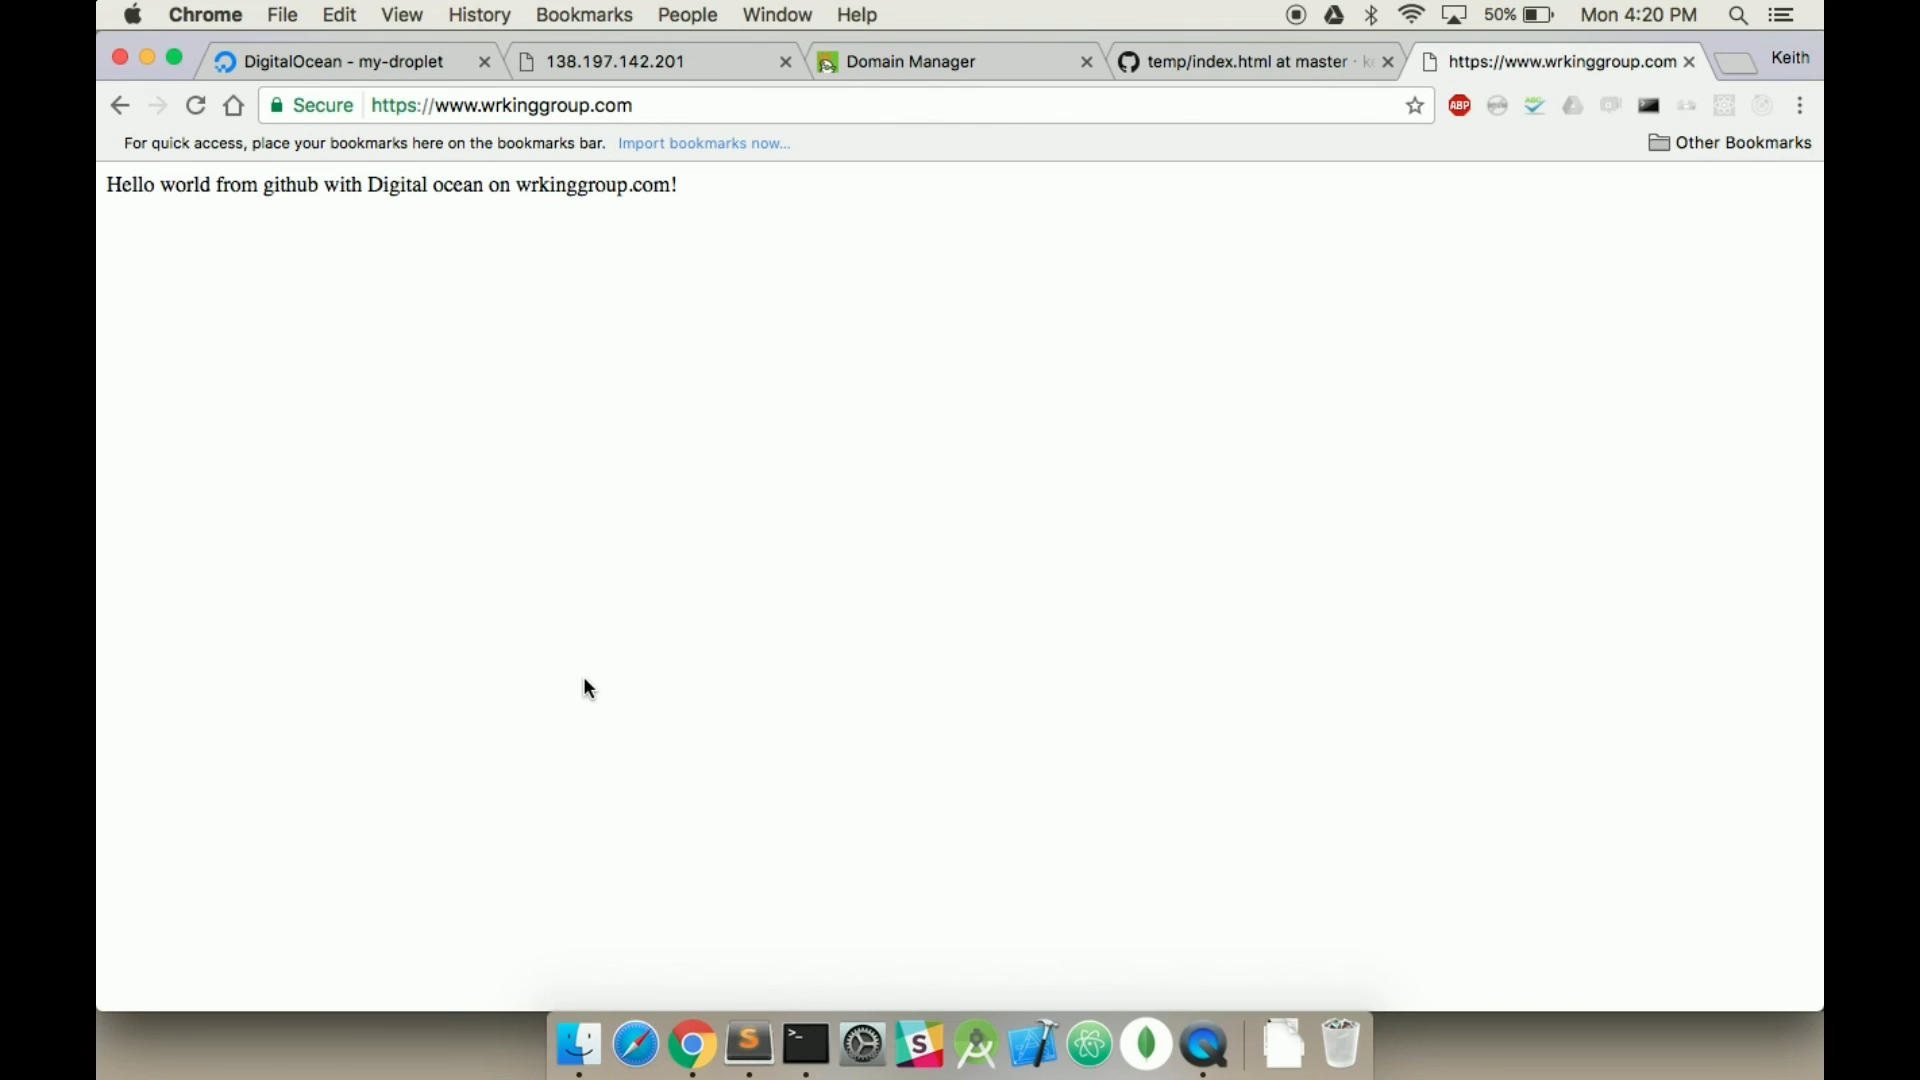 Chrome File Edit View History Bookmarks People Window Help 50% Mon 4:20 PM
DigitalOcean - my-droplet 138.197.142.201 Domain Manager temp/index.html at master · https://www.wrkinggroup.com Keith
Secure https://www.wrkinggroup.com ABP
For quick access, place your bookmarks here on the bookmarks bar. Import bookmarks now... Other Bookmarks
Hello world from github with Digital ocean on wrkinggroup.com!